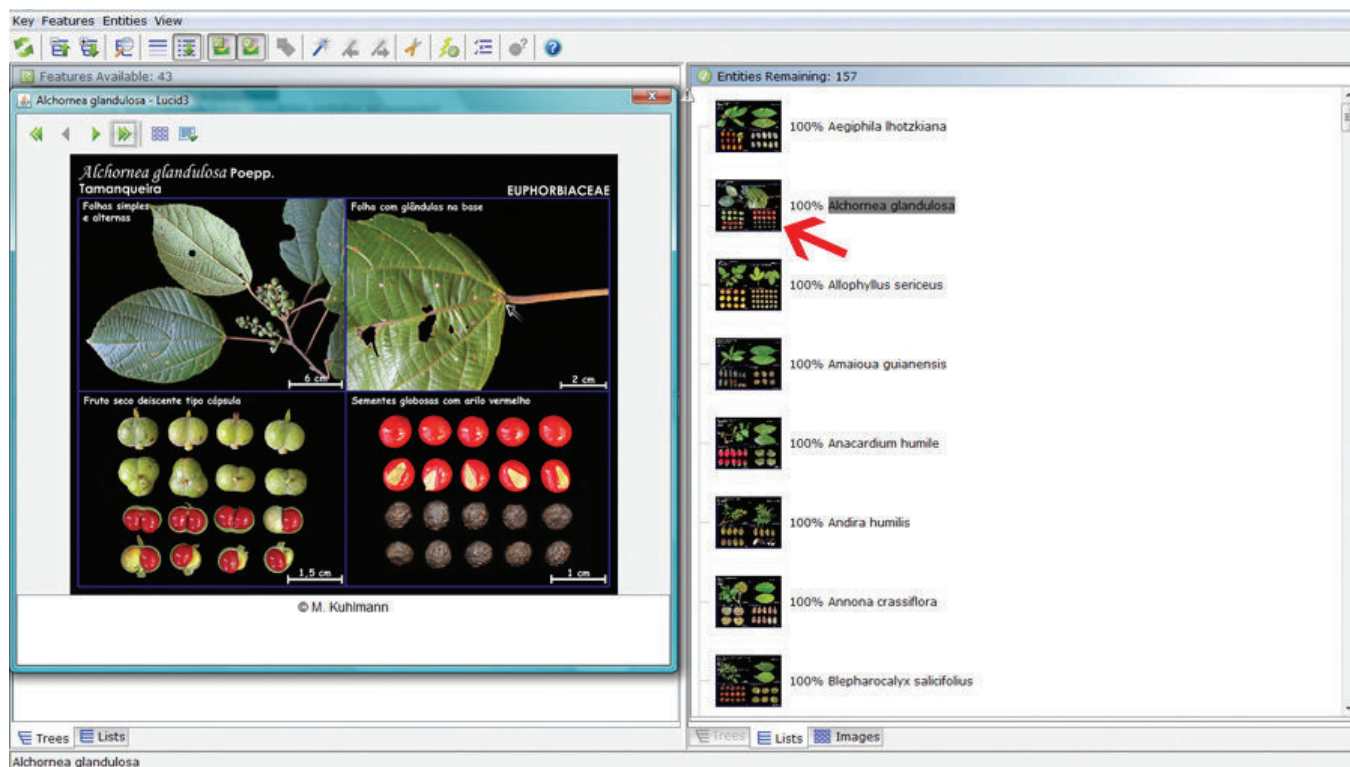 Key Features Entities View
Features Available: 43
Alchornea glandulosa - Lucid3
Alchornea glandulosa Poepp.
Tamanqueira
EUPHORBIACEAE
Folhas simples
e alternas
6 cm
Folha com glândulas na base
2 cm
Fruto seco deiscente tipo cápsula
1,5 cm
Sementes globosas com arilo vermelho
1 cm
© M. Kuhlmann
Trees Lists
Alchornea glandulosa
Entities Remaining: 157
100% Aegiphila lhotzkiana
100% Alchornea glandulosa
100% Allophyllus sericeus
100% Amaioua guianensis
100% Anacardium humile
100% Andira humilis
100% Annona crassiflora
100% Blepharocalyx salicifolius
Trees Lists Images